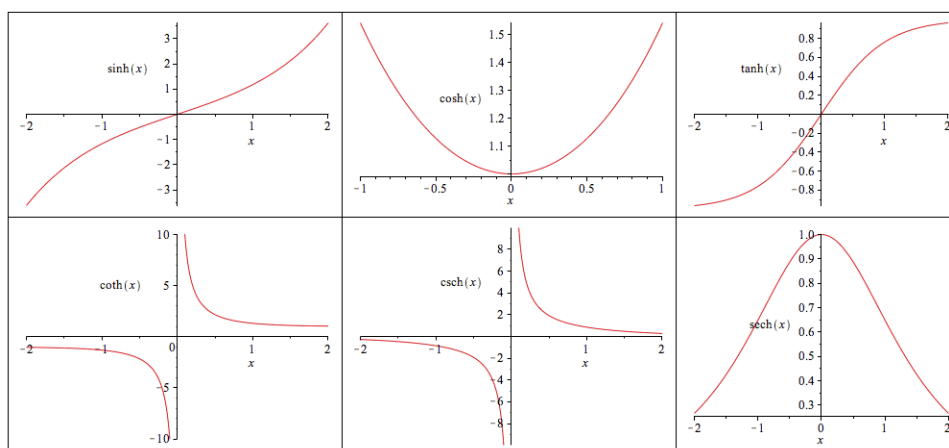 3
2
sinh(x)
1
−2 −1 1 2
−1
x
−2
−3
1.5
1.4
1.3
cosh(x)
1.2
1.1
−1 −0.5 0 0.5 1
x
0.8
tanh(x)
0.6
0.4
0.2
−2 −1 1 2
−0.2
x
−0.4
−0.6
−0.8
10
coth(x)
5
−2 −1 0 1 2
x
−5
−10
8
6
csch(x)
4
2
−2 −1 1 2
−2
x
−4
−6
−8
1.0
0.9
0.8
0.7
sech(x)
0.6
0.5
0.4
0.3
−2 −1 0 1 2
x